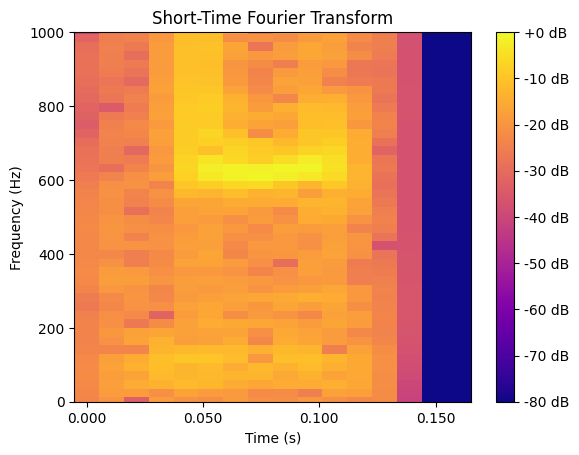 Short-Time Fourier Transform
Frequency (Hz)
1000
800
600
400
200
0
0.000
0.050
0.100
0.150
Time (s)
+0 dB
-10 dB
-20 dB
-30 dB
-40 dB
-50 dB
-60 dB
-70 dB
-80 dB